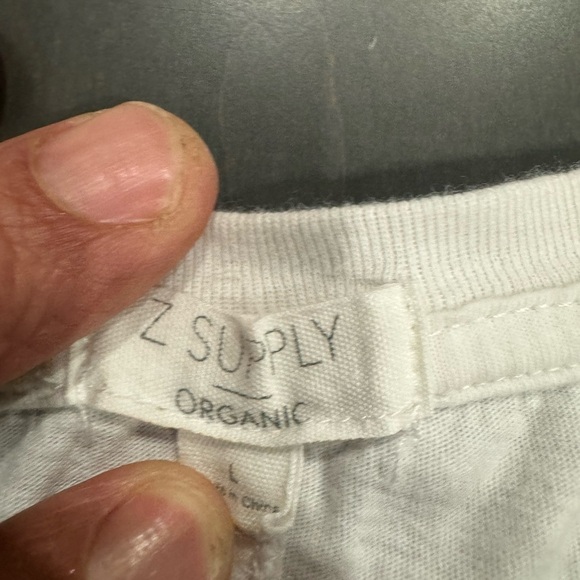 Z SUPPLY
ORGANIC
L
in China